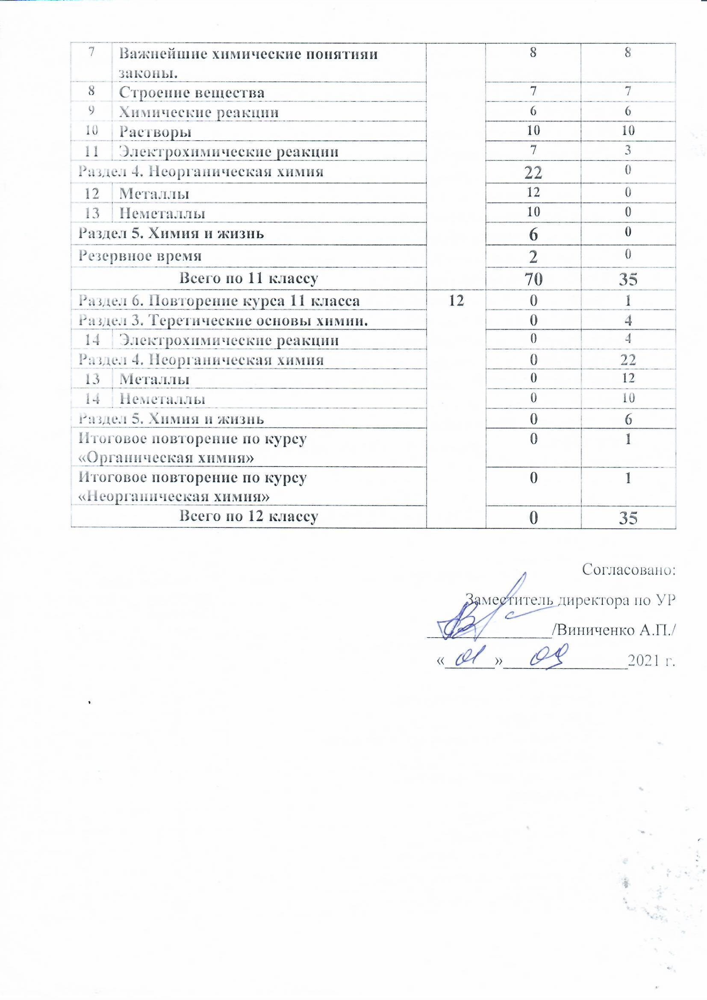 7 Важнейшие химические понятияи 8 8
законы.
8 Строение вещества 7 7
9 Химические реакции 6 6
10 Растворы 10 10
11 Электрохимические реакции 7 3
Раздел 4. Неорганическая химия 22 0
12 Металлы 12 0
13 Неметаллы 10 0
Раздел 5. Химия и жизнь 6 0
Резервное время 2 0
Всего по 11 классу 70 35
Раздел 6. Повторение курса 11 класса 12 0 1
Раздел 3. Теретические основы химии. 0 4
14 Электрохимические реакции 0 4
Раздел 4. Неорганическая химия 0 22
13 Металлы 0 12
14 Неметаллы 0 10
Раздел 5. Химия и жизнь 0 6
Итоговое повторение по курсу 0 1
«Органическая химия»
Итоговое повторение по курсу 0 1
«Неорганическая химия»
Всего по 12 классу 0 35
Согласовано:
Заместитель директора по УР
/Виниченко А.П./
«01» 09 2021 г.